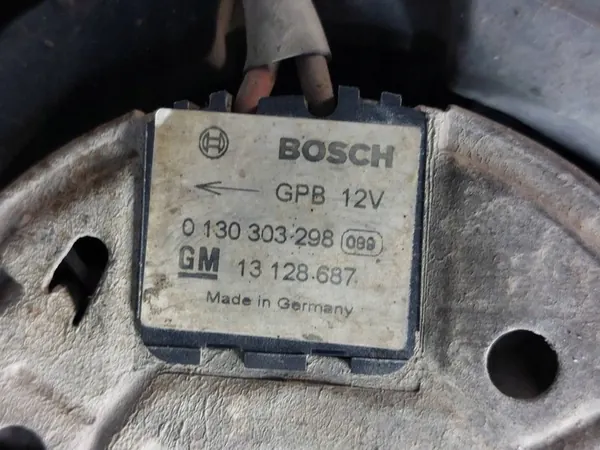 BOSCH
GPB 12V
0 130 303 298 099
GM 13 128 687
Made in Germany